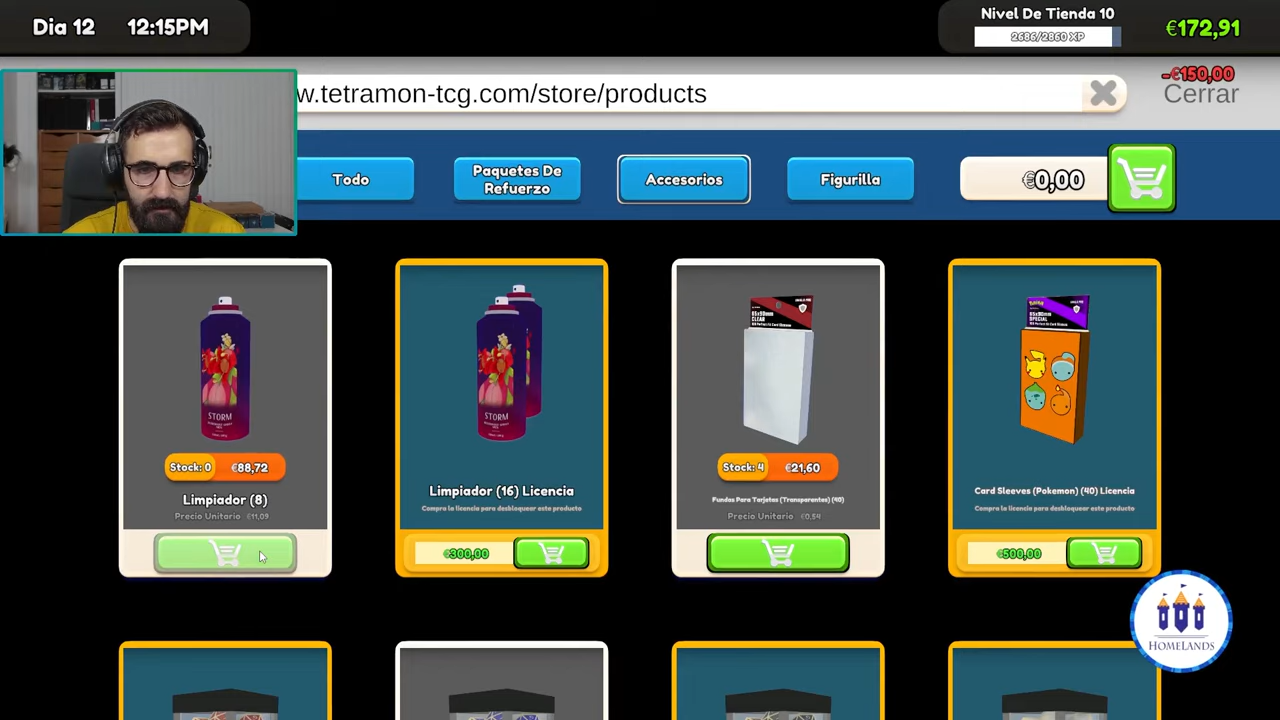 Dia 12 12:15PM
Nivel De Tienda 10
2686/2860 XP
€172,91
-€150,00
w.tetramon-tcg.com/store/products
Cerrar
Todo
Paquetes De
Refuerzo
Accesorios
Figurilla
€0,00
STORM
Stock: 0 €88,72
Limpiador (8)
Precio Unitario €11,09
STORM
Limpiador (16) Licencia
Compra la licencia para desbloquear este producto
€300,00
65x90mm
CLEAR
Stock: 4 €21,60
Fundas Para Tarjetas (Transparentes) (40)
Precio Unitario €0,54
65x90mm
SPECIAL
Card Sleeves (Pokemon) (40) Licencia
Compra la licencia para desbloquear este producto
€500,00
HOMELANDS